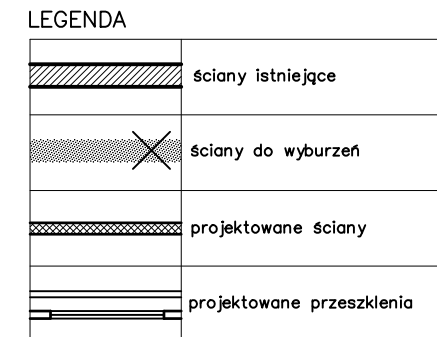 LEGENDA
ściany istniejące
ściany do wyburzeń
projektowane ściany
projektowane przeszklenia